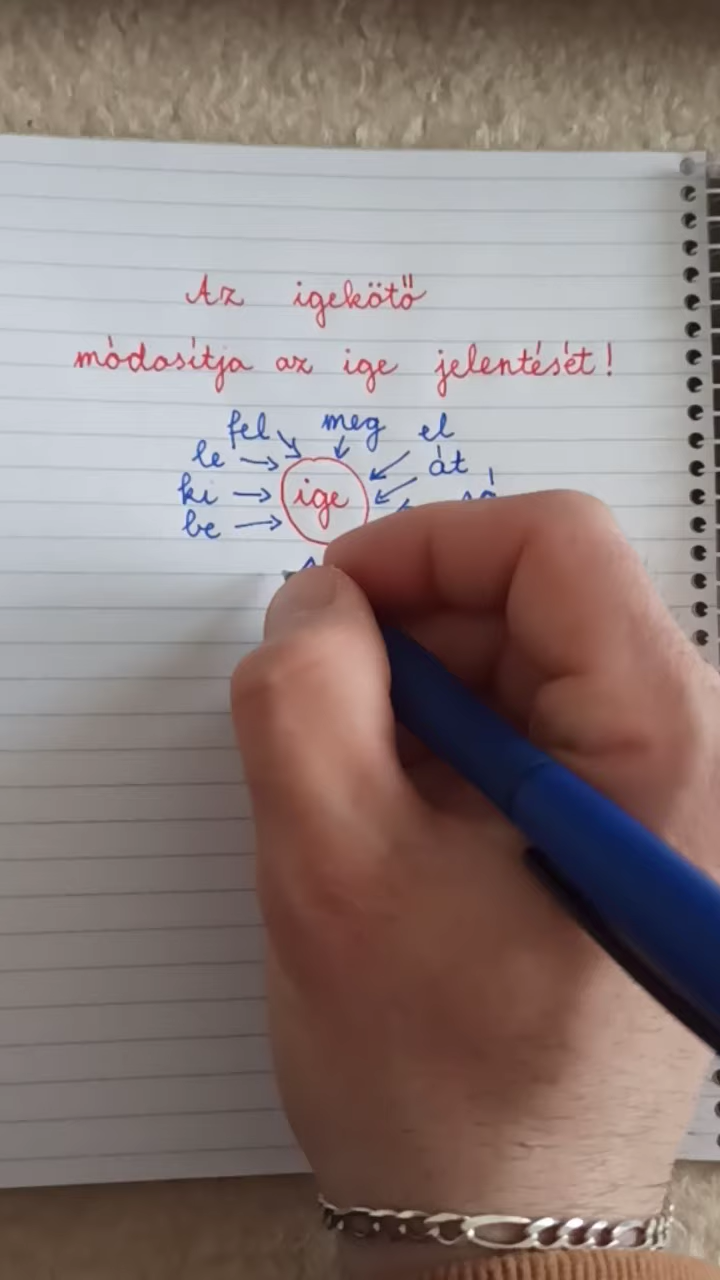 Az igekötő
módosítja az ige jelentését!
fel meg el
le át
ki ige
be